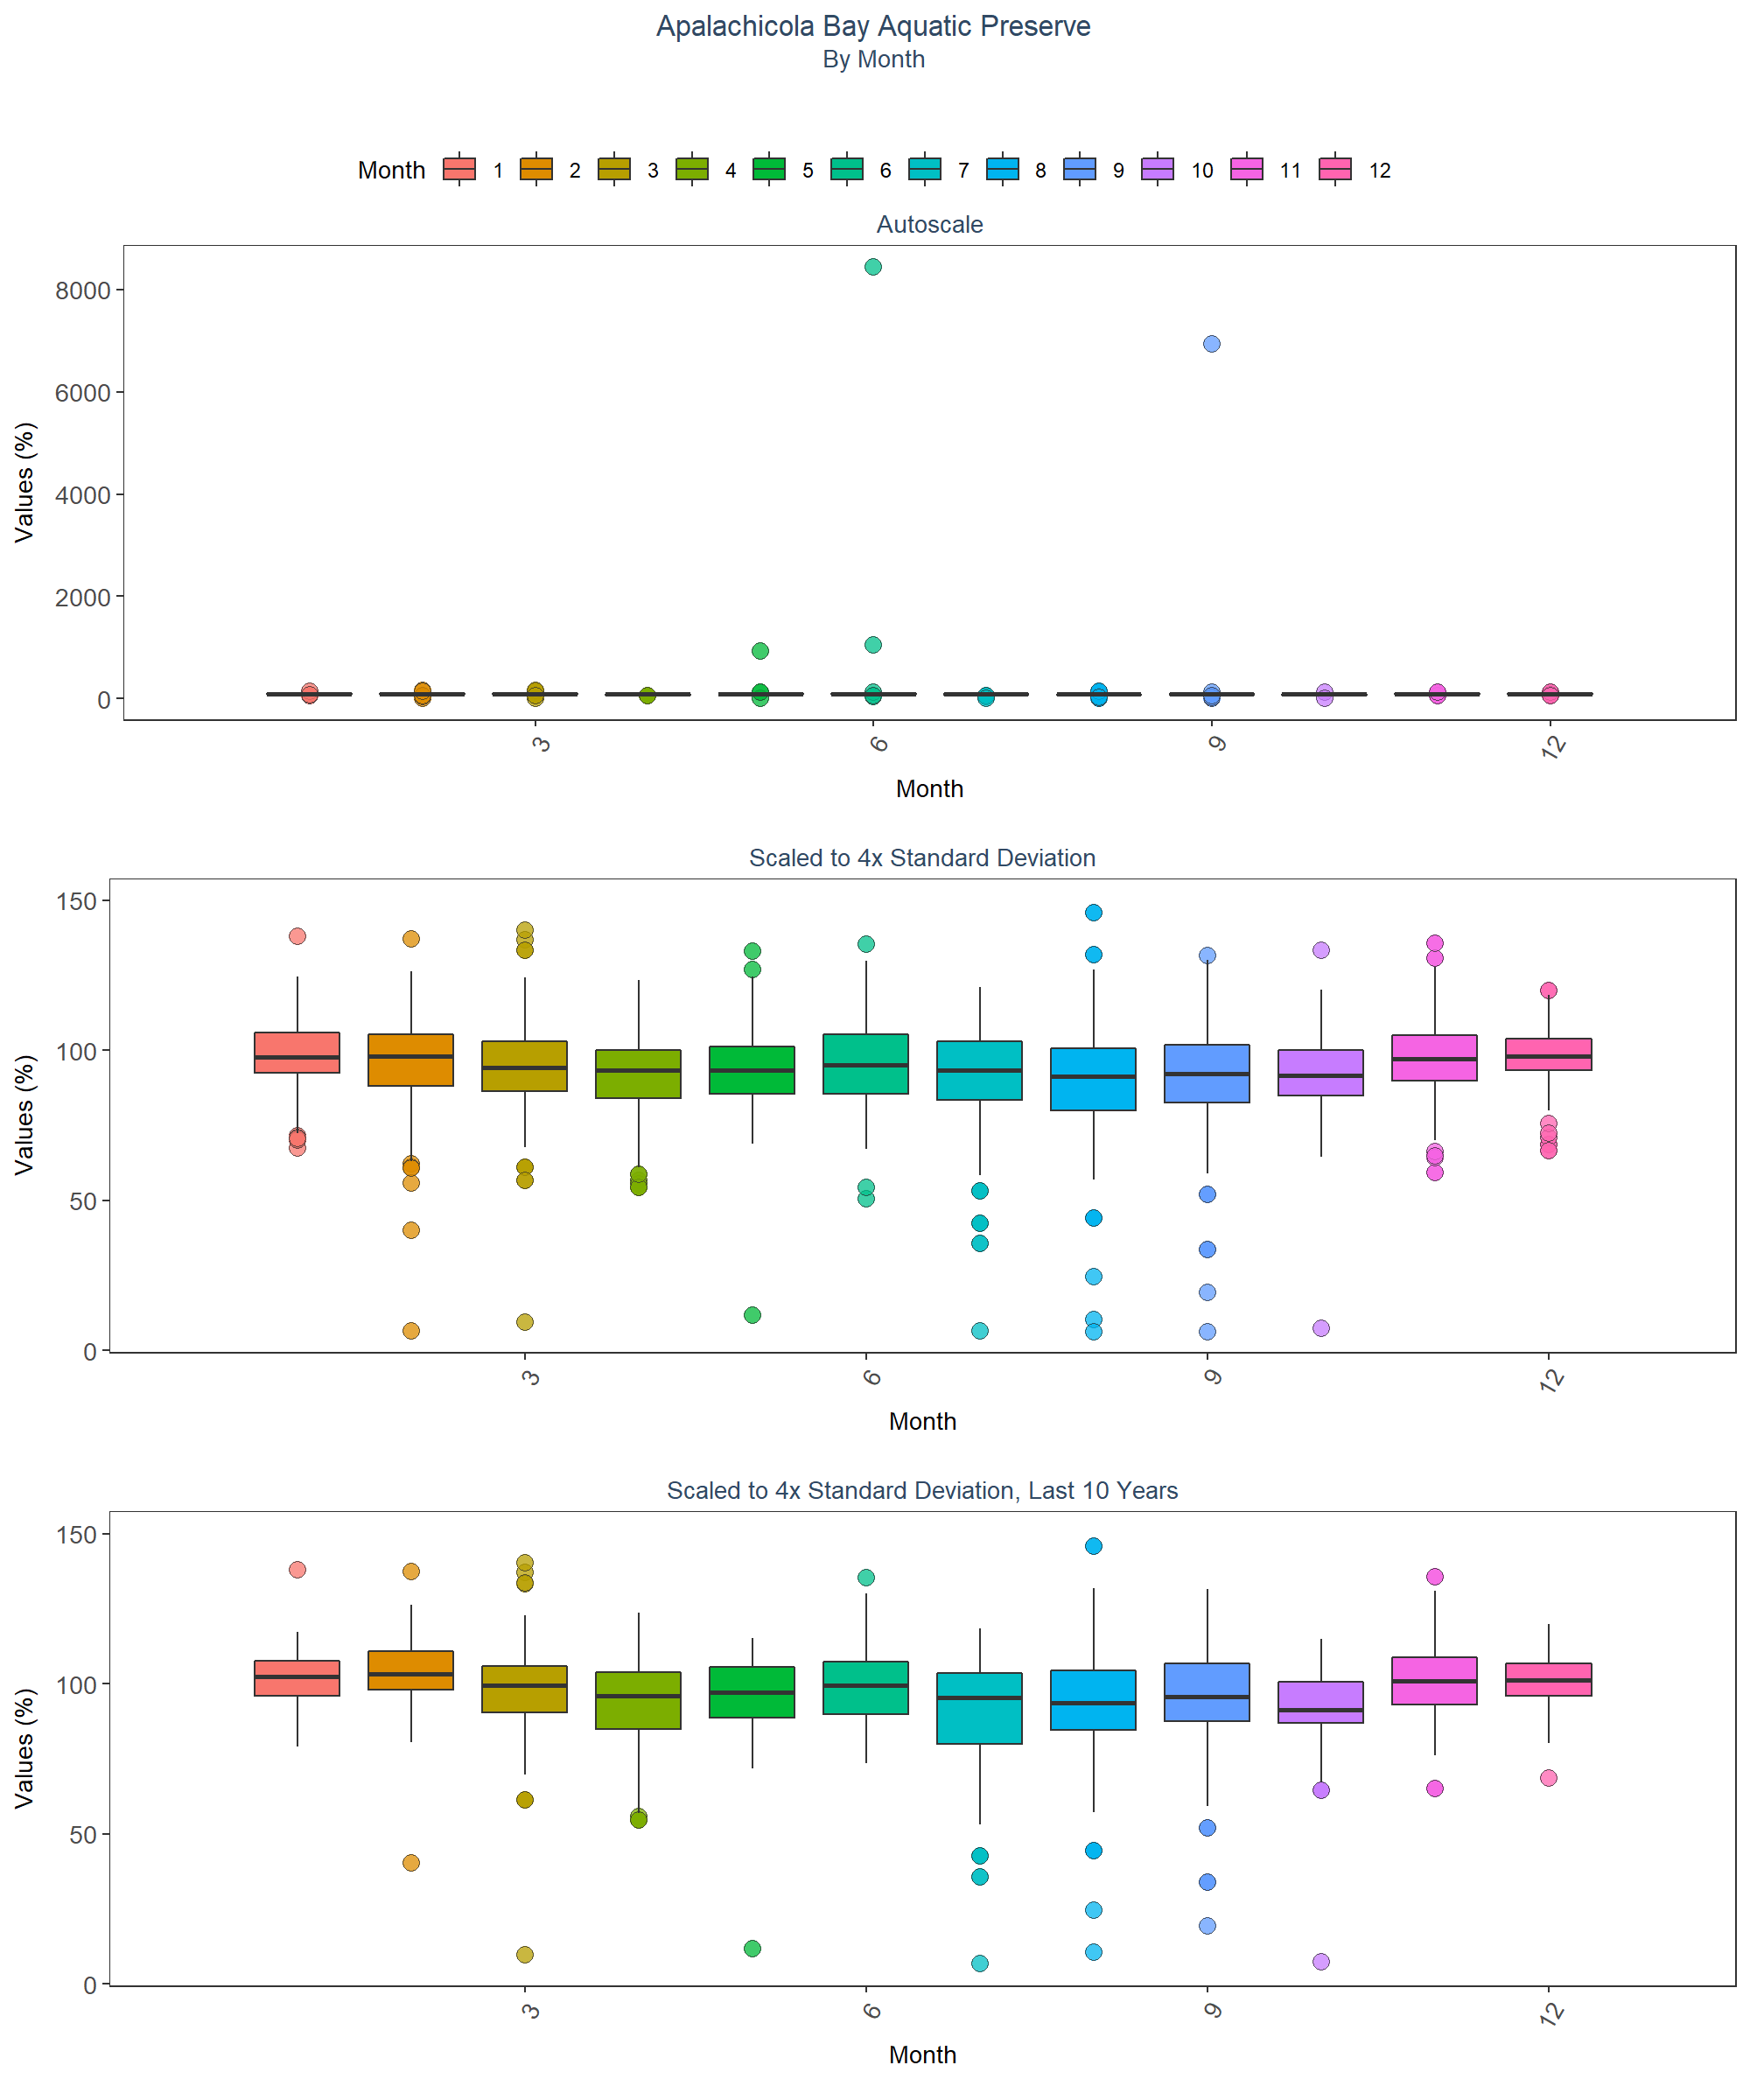 Apalachicola Bay Aquatic Preserve
By Month
Month 1 2 3 4 5 6 7 8 9 10 11 12
Autoscale
8000
6000
4000
2000
0
Values (%)
3 6 9 12
Month
Scaled to 4x Standard Deviation
150
100
50
0
Values (%)
3 6 9 12
Month
Scaled to 4x Standard Deviation, Last 10 Years
150
100
50
0
Values (%)
3 6 9 12
Month